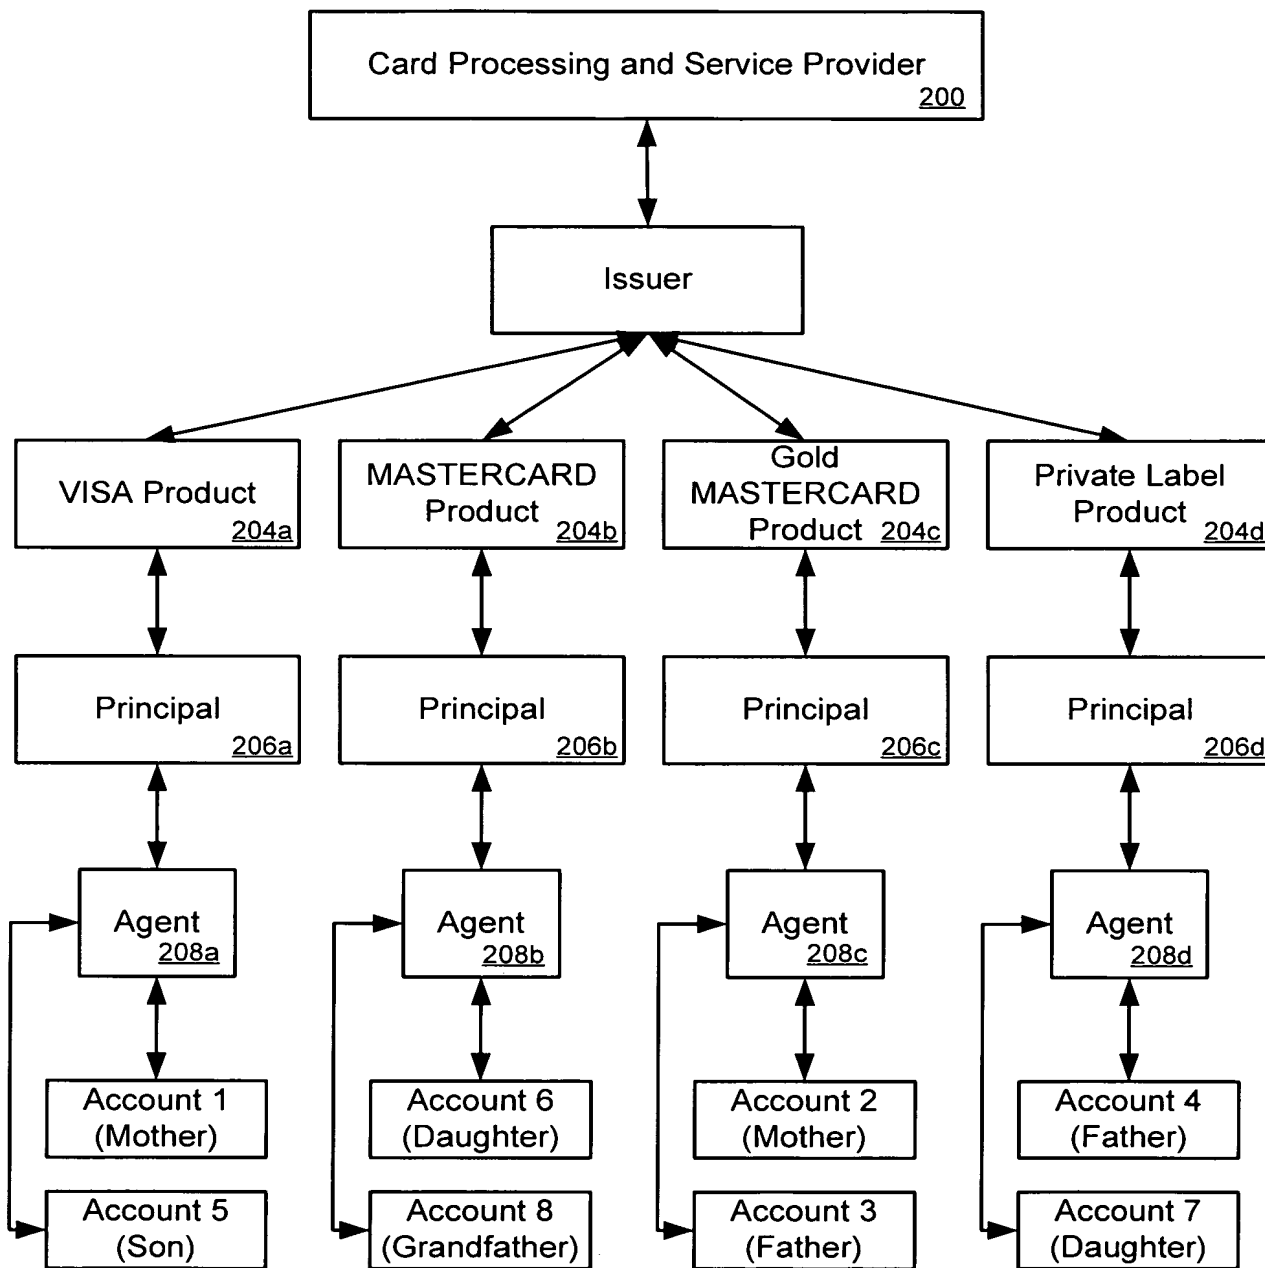 Card Processing and Service Provider
200
Issuer
VISA Product
204a
MASTERCARD
Product
204b
Gold
MASTERCARD
Product
204c
Private Label
Product
204d
Principal
206a
Principal
206b
Principal
206c
Principal
206d
Agent
208a
Agent
208b
Agent
208c
Agent
208d
Account 1
(Mother)
Account 6
(Daughter)
Account 2
(Mother)
Account 4
(Father)
Account 5
(Son)
Account 8
(Grandfather)
Account 3
(Father)
Account 7
(Daughter)